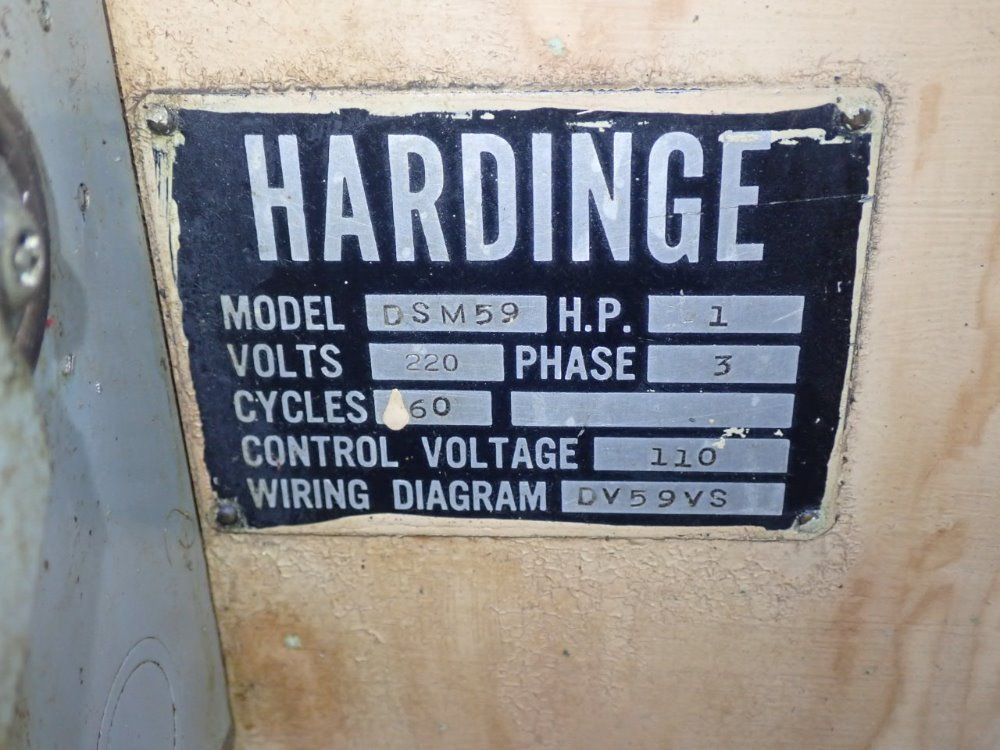 HARDINGE
MODEL DSM59 H.P. 1
VOLTS 220 PHASE 3
CYCLES 60
CONTROL VOLTAGE 110
WIRING DIAGRAM DV59VS